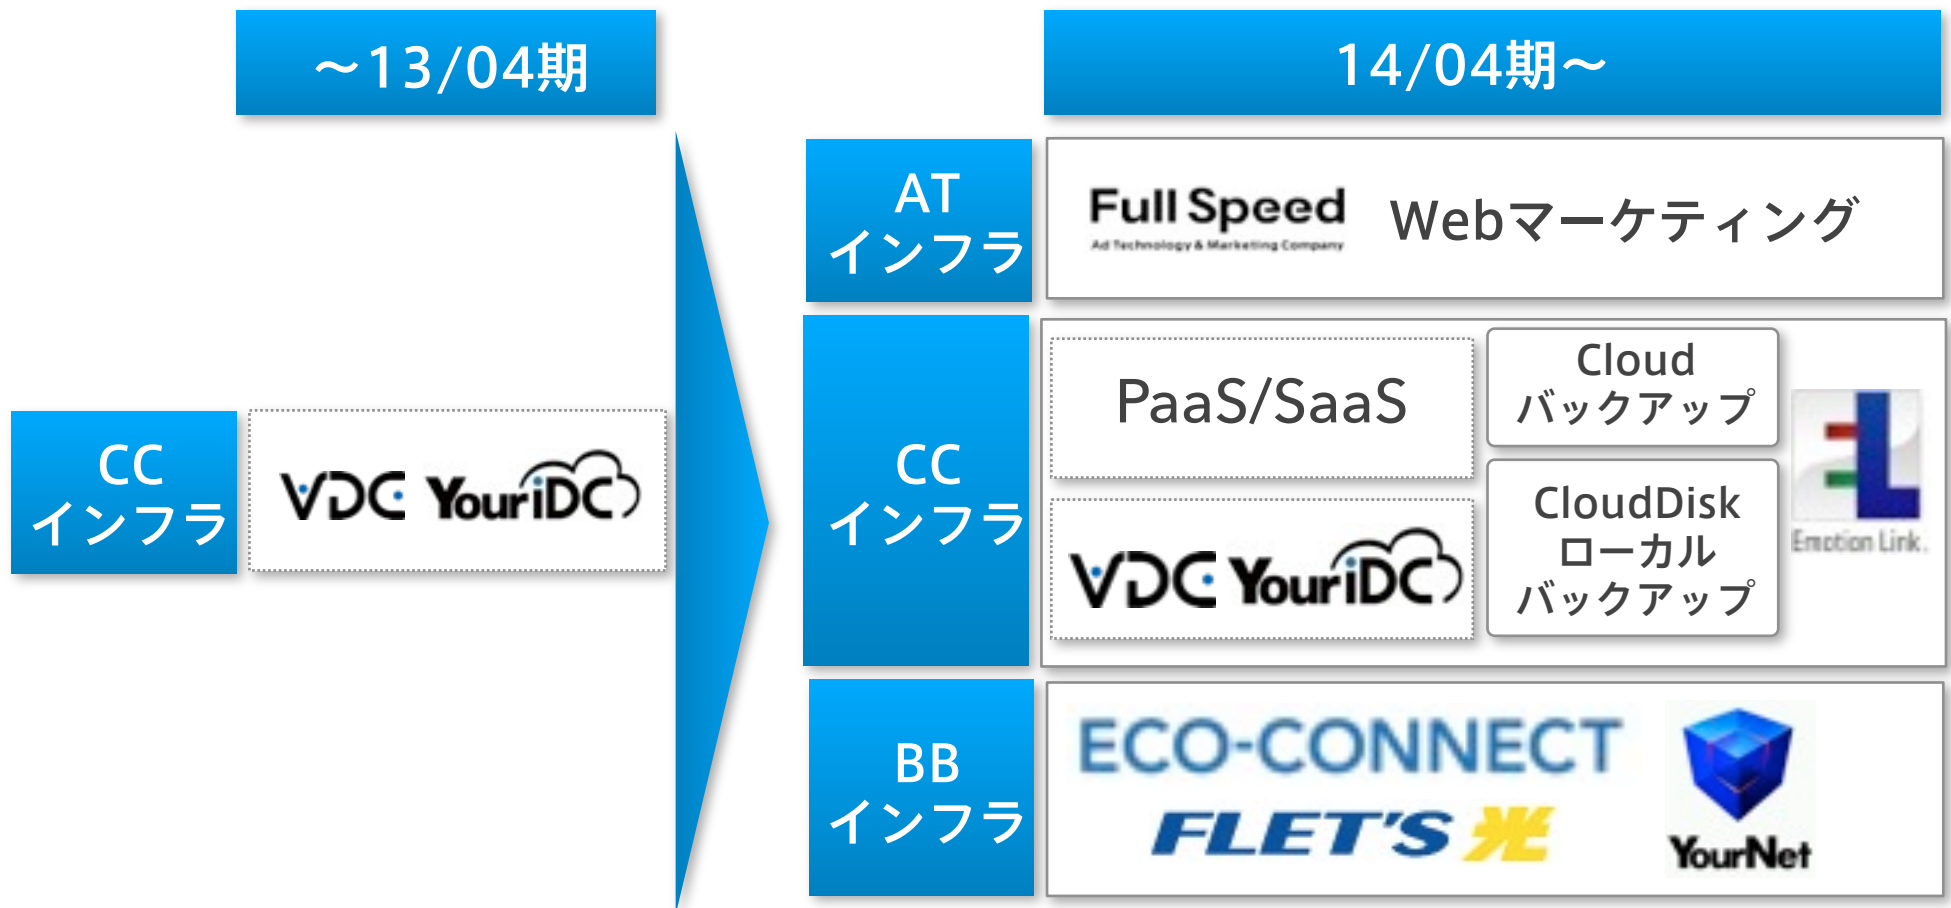 ～13/04期
14/04期～
CC
インフラ
VDC YouriDC
AT
インフラ
Full Speed
Ad Technology & Marketing Company
Webマーケティング
CC
インフラ
PaaS/SaaS
VDC YouriDC
Cloud
バックアップ
CloudDisk
ローカル
バックアップ
EL
Emotion Link.
BB
インフラ
ECO-CONNECT
FLET'S 光
YourNet